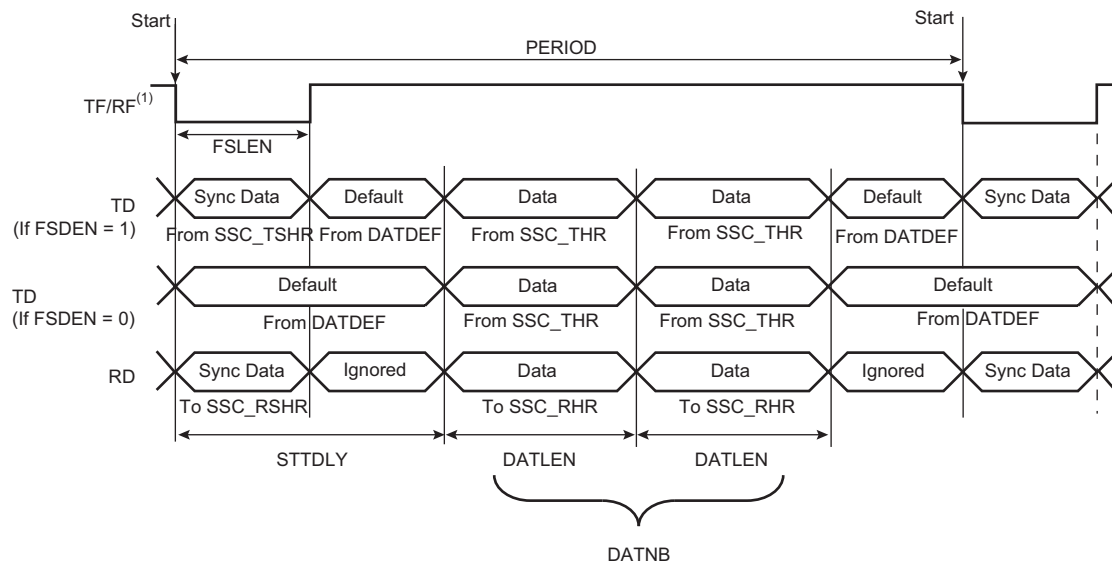 Start
Start
PERIOD
TF/RF(1)
FSLEN
TD
(If FSDEN = 1)
Sync Data
Default
Data
Data
Default
Sync Data
From SSC_TSHR
From DATDEF
From SSC_THR
From SSC_THR
From DATDEF
TD
(If FSDEN = 0)
Default
Data
Data
Default
From DATDEF
From SSC_THR
From SSC_THR
From DATDEF
RD
Sync Data
Ignored
Data
Data
Ignored
Sync Data
To SSC_RSHR
To SSC_RHR
To SSC_RHR
STTDLY
DATLEN
DATLEN
DATNB